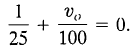 1/25 + v_o/100 = 0.